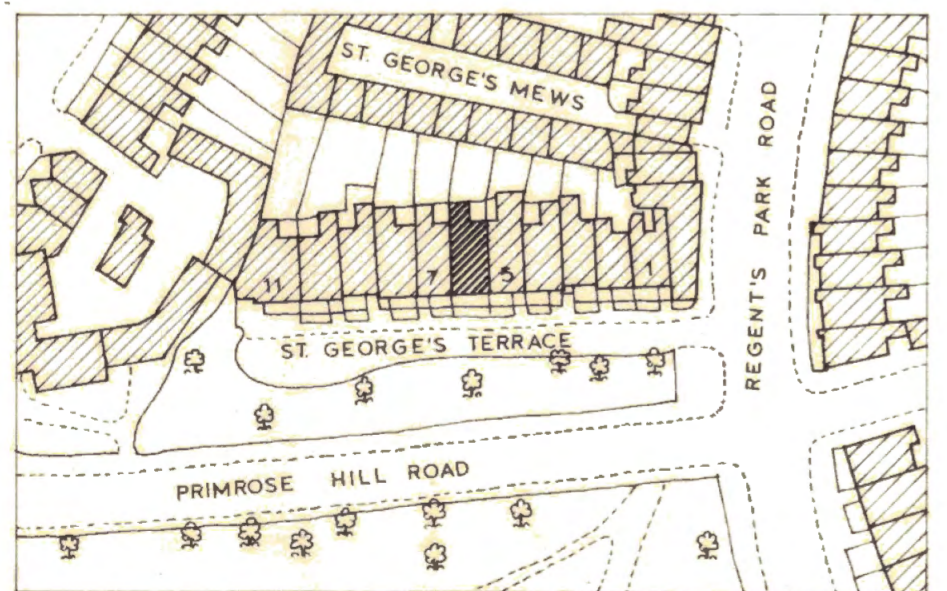 ST. GEORGE'S MEWS
REGENT'S PARK ROAD
11
7
5
1
ST. GEORGE'S TERRACE
PRIMROSE HILL ROAD